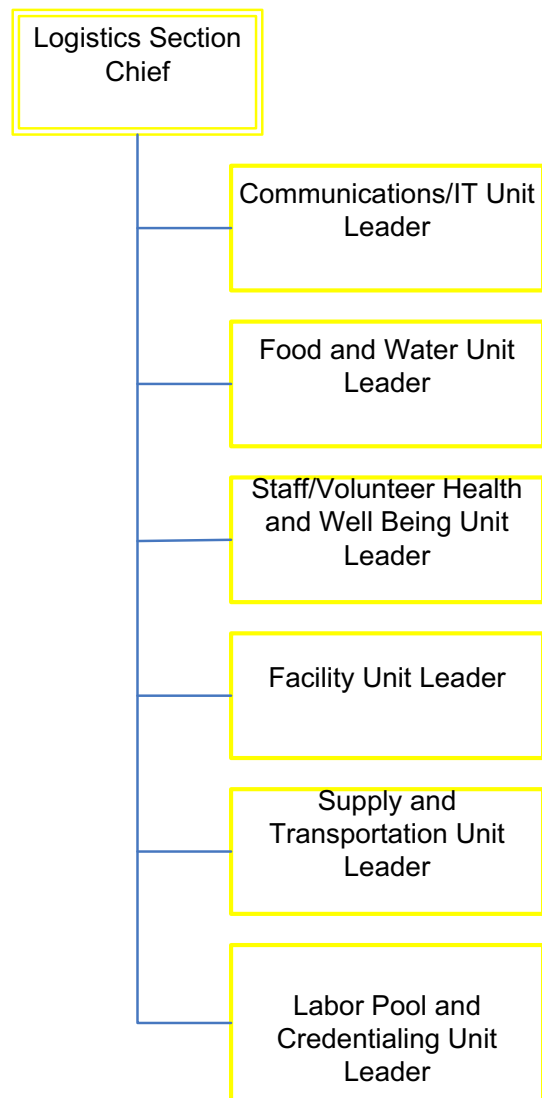 Logistics Section
Chief
Communications/IT Unit
Leader
Food and Water Unit
Leader
Staff/Volunteer Health
and Well Being Unit
Leader
Facility Unit Leader
Supply and
Transportation Unit
Leader
Labor Pool and
Credentialing Unit
Leader